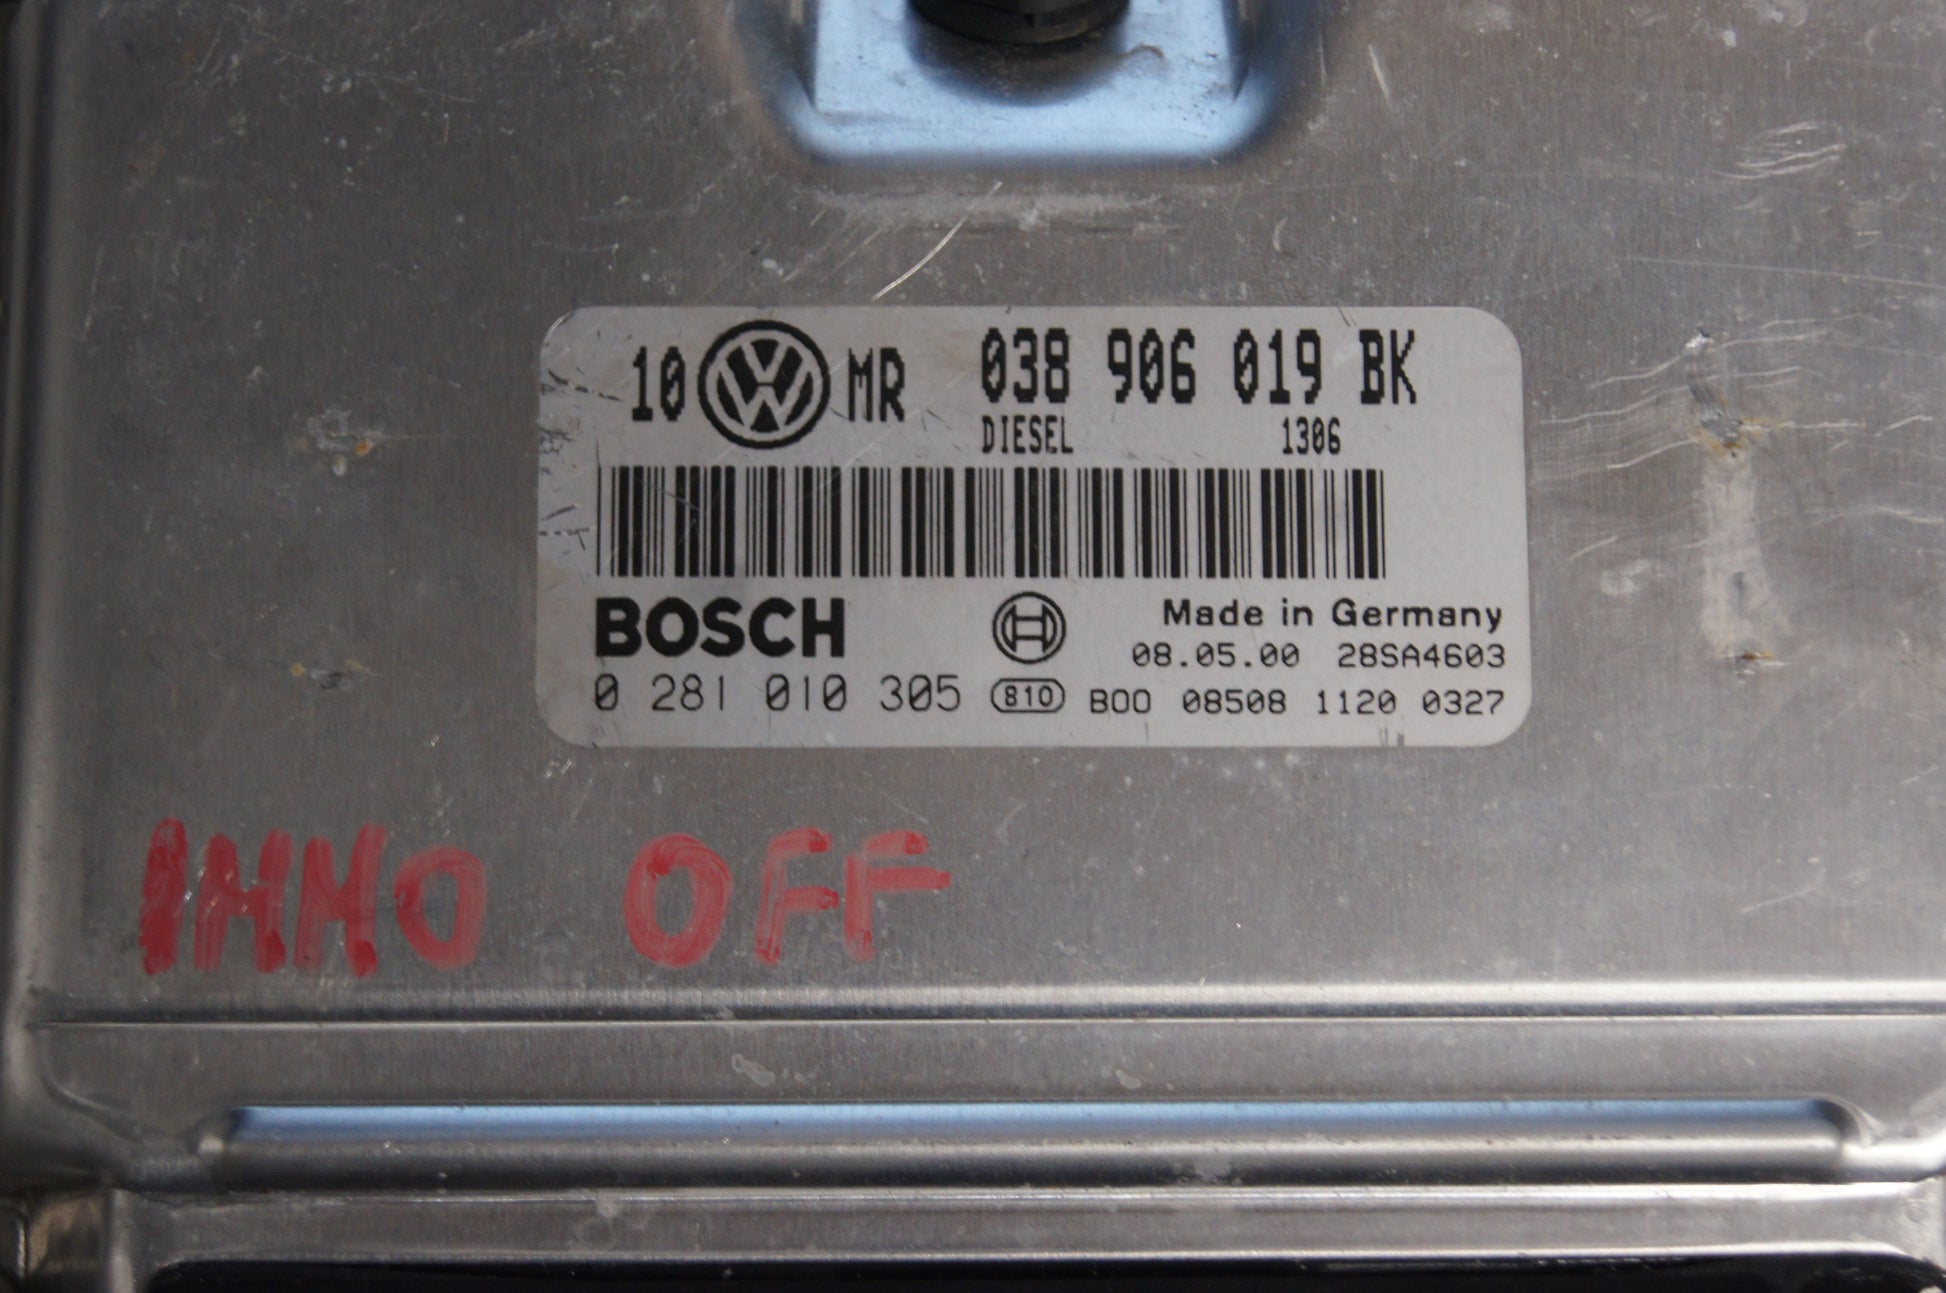 10 VW MR 038 906 019 BK
DIESEL 1306
BOSCH Made in Germany
08.05.00 28SA4603
0 281 010 305 810 B00 08508 1120 0327
IMMO OFF